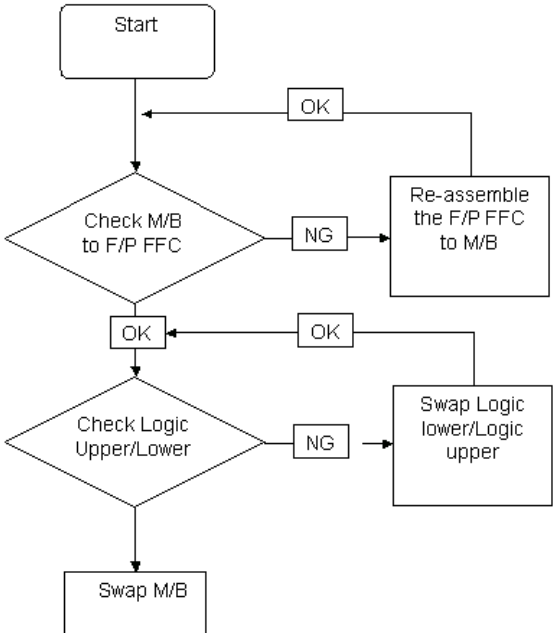 Start
OK
Check M/B
to F/P FFC
NG
Re-assemble
the F/P FFC
to M/B
OK
OK
Check Logic
Upper/Lower
NG
Swap Logic
lower/Logic
upper
Swap M/B